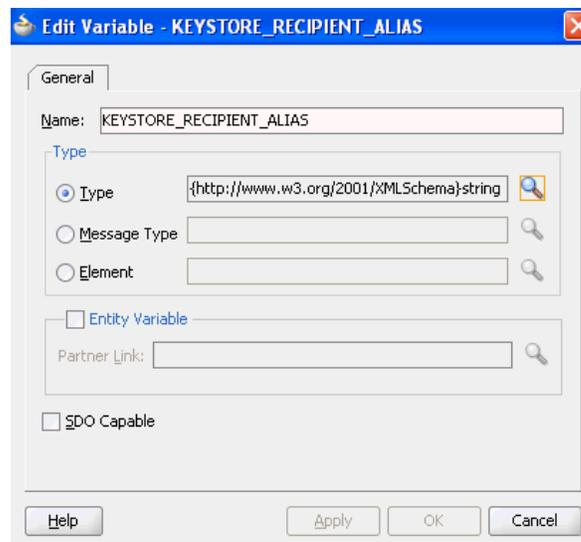 Edit Variable - KEYSTORE_RECIPIENT_ALIAS
General
Name: KEYSTORE_RECIPIENT_ALIAS
Type
Type {http://www.w3.org/2001/XMLSchema}string
Message Type
Element
Entity Variable
Partner Link:
SDO Capable
Help Apply OK Cancel